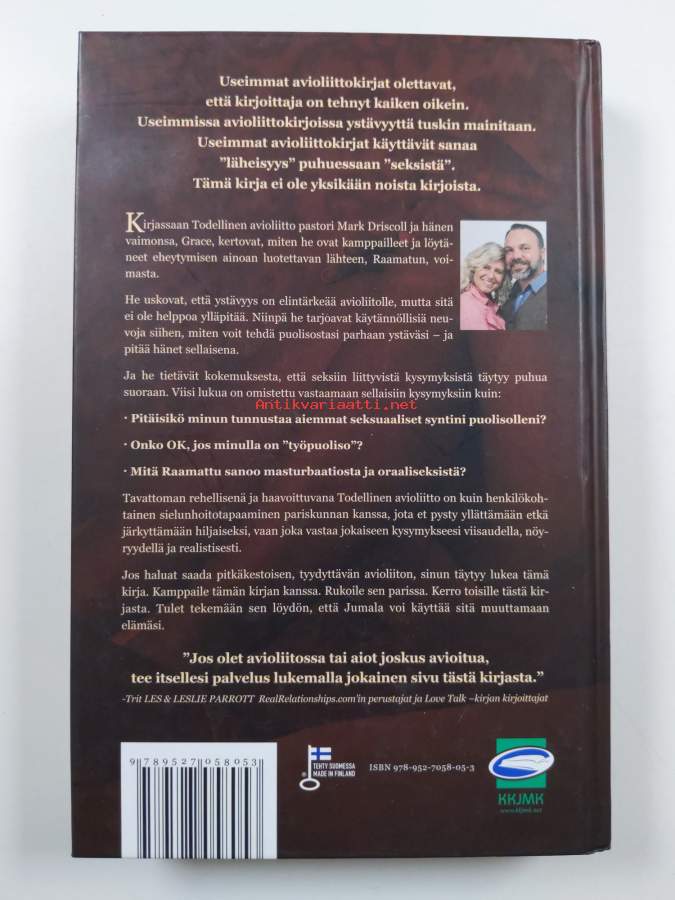 Useimmat avioliittokirjat olettavat,
että kirjoittaja on tehnyt kaiken oikein.
Useimmissa avioliittokirjoissa ystävyyttä tuskin mainitaan.
Useimmat avioliittokirjat käyttävät sanaa
”läheisyys” puhuessaan ”seksistä”.
Tämä kirja ei ole yksikään noista kirjoista.
Kirjassaan Todellinen avioliitto pastori Mark Driscoll ja hänen
vaimonsa, Grace, kertovat, miten he ovat kamppailleet ja löytä-
neet eheytymisen ainoan luotettavan lähteen, Raamatun, voi-
masta.
He uskovat, että ystävyys on elintärkeää avioliitolle, mutta sitä
ei ole helppoa ylläpitää. Niinpä he tarjoavat käytännöllisiä neu-
voja siihen, miten voit tehdä puolisostasi parhaan ystäväsi – ja
pitää hänet sellaisena.
Ja he tietävät kokemuksesta, että seksiin liittyvistä kysymyksistä täytyy puhua
suoraan. Viisi lukua on omistettu vastaamaan sellaisiin kysymyksiin kuin:
Antikvariaatti.net
· Pitäisikö minun tunnustaa aiemmat seksuaaliset syntini puolisolleni?
· Onko OK, jos minulla on ”työpuoliso”?
· Mitä Raamattu sanoo masturbaatiosta ja oraaliseksistä?
Tavattoman rehellisenä ja haavoittuvana Todellinen avioliitto on kuin henkilökoh-
tainen sielunhoitotapaaminen pariskunnan kanssa, jota et pysty yllättämään etkä
järkyttämään hiljaiseksi, vaan joka vastaa jokaiseen kysymykseesi viisaudella, nöy-
ryydellä ja realistisesti.
Jos haluat saada pitkäkestoisen, tyydyttävän avioliiton, sinun täytyy lukea tämä
kirja. Kamppaile tämän kirjan kanssa. Rukoile sen parissa. Kerro toisille tästä kir-
jasta. Tulet tekemään sen löydön, että Jumala voi käyttää sitä muuttamaan
elämäsi.
”Jos olet avioliitossa tai aiot joskus avioitua,
tee itsellesi palvelus lukemalla jokainen sivu tästä kirjasta.”
-Trit LES & LESLIE PARROTT RealRelationships.com’in perustajat ja Love Talk –kirjan kirjoittajat
9 789527 058053
TEHTY SUOMESSA
MADE IN FINLAND
ISBN 978-952-7058-05-3
KKJMK
www.kkjmk.net